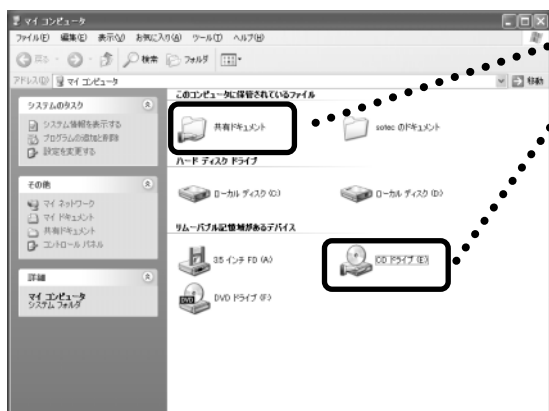 マイ コンピュータ
ファイル(F) 編集(E) 表示(V) お気に入り(A) ツール(T) ヘルプ(H)
戻る 検索 フォルダ
アドレス(D) マイ コンピュータ 移動
システムのタスク
システム情報を表示する
プログラムの追加と削除
設定を変更する
その他
マイ ネットワーク
マイ ドキュメント
共有ドキュメント
コントロール パネル
詳細
マイ コンピュータ
システム フォルダ
このコンピュータに保管されているファイル
共有ドキュメント
sotec のドキュメント
ハード ディスク ドライブ
ローカル ディスク (C:)
ローカル ディスク (D:)
リムーバブル記憶域があるデバイス
3.5 インチ FD (A:)
CD ドライブ (E:)
DVD ドライブ (F:)